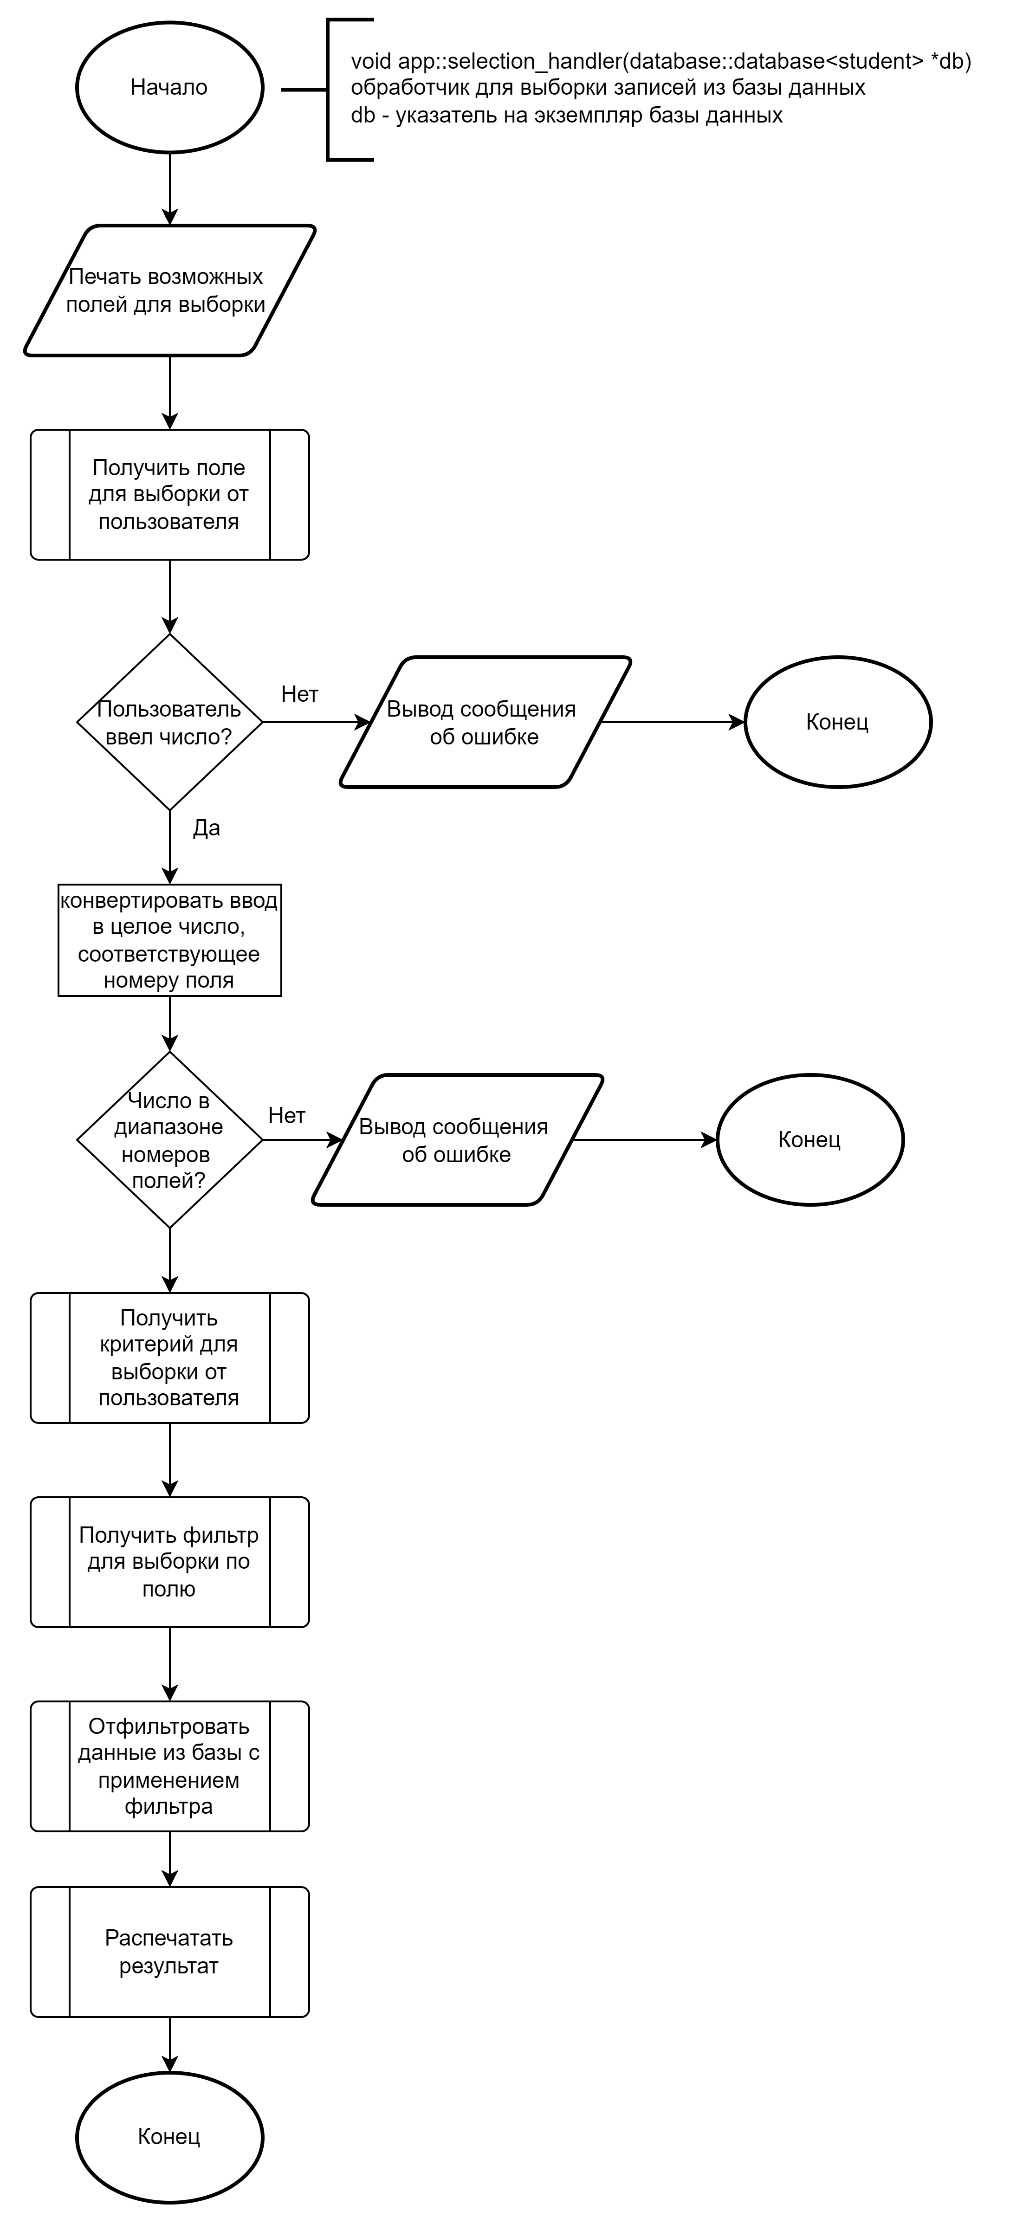 Начало
void app::selection_handler(database::database<student> *db)
обработчик для выборки записей из базы данных
db - указатель на экземпляр базы данных
Печать возможных
полей для выборки
Получить поле
для выборки от
пользователя
Пользователь
ввел число?
Нет
Вывод сообщения
об ошибке
Конец
Да
конвертировать ввод
в целое число,
соответствующее
номеру поля
Число в
диапазоне
номеров
полей?
Нет
Вывод сообщения
об ошибке
Конец
Получить
критерий для
выборки от
пользователя
Получить фильтр
для выборки по
полю
Отфильтровать
данные из базы с
применением
фильтра
Распечатать
результат
Конец